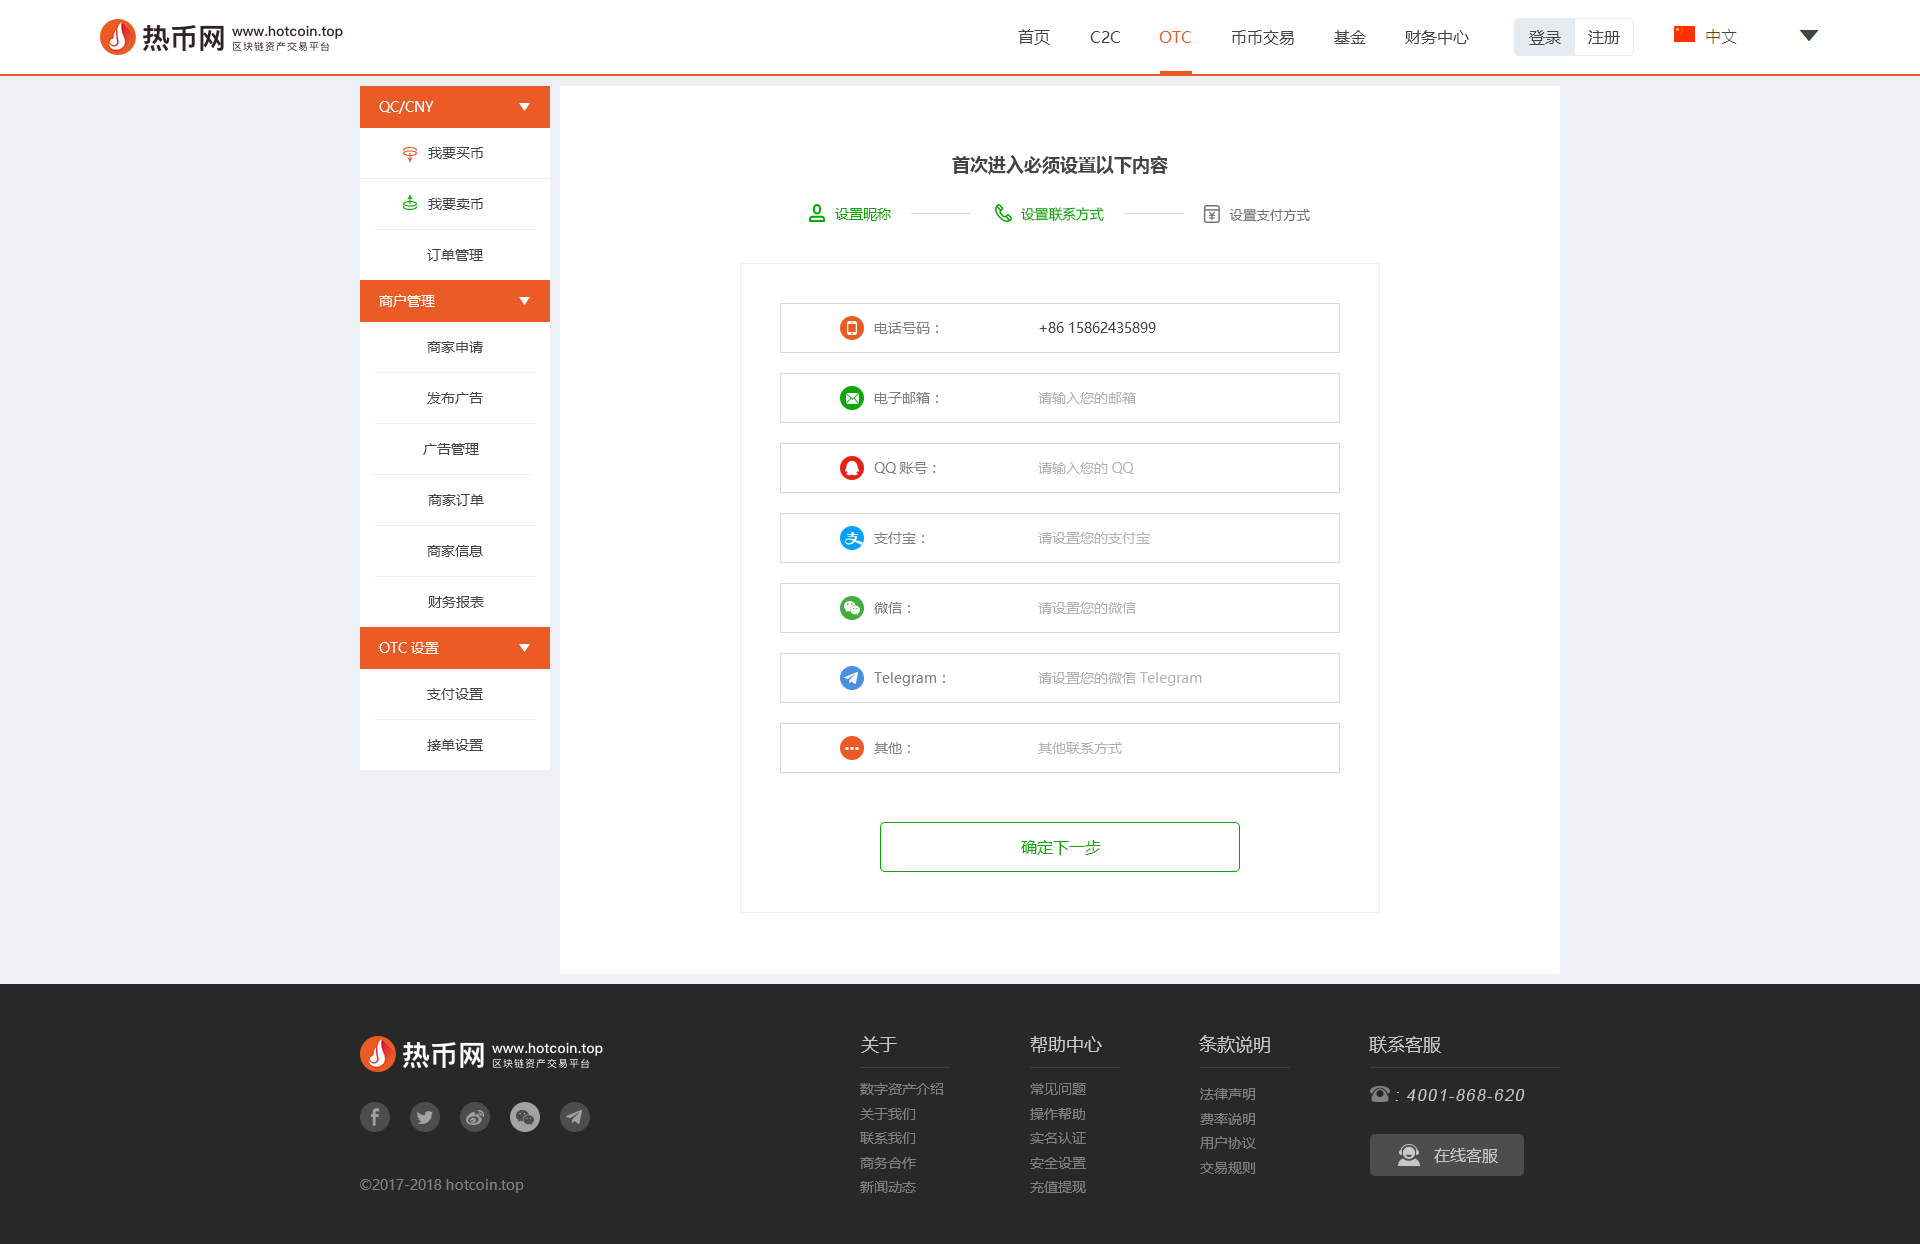 热币网 www.hotcoin.top
区块链资产交易平台
首页 C2C OTC 币币交易 基金 财务中心 登录 注册 中文
QC/CNY
我要买币
我要卖币
订单管理
商户管理
商家申请
发布广告
广告管理
商家订单
商家信息
财务报表
OTC 设置
支付设置
接单设置
首次进入必须设置以下内容
设置昵称 设置联系方式 设置支付方式
电话号码： +86 15862435899
电子邮箱： 请输入您的邮箱
QQ 账号： 请输入您的 QQ
支付宝： 请设置您的支付宝
微信： 请设置您的微信
Telegram： 请设置您的微信 Telegram
其他： 其他联系方式
确定下一步
热币网 www.hotcoin.top
区块链资产交易平台
©2017-2018 hotcoin.top
关于
数字资产介绍
关于我们
联系我们
商务合作
新闻动态
帮助中心
常见问题
操作帮助
实名认证
安全设置
充值提现
条款说明
法律声明
费率说明
用户协议
交易规则
联系客服
: 4001-868-620
在线客服